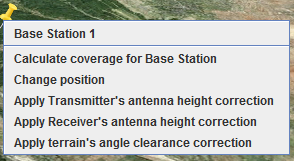 Base Station 1
Calculate coverage for Base Station
Change position
Apply Transmitter's antenna height correction
Apply Receiver's antenna height correction
Apply terrain's angle clearance correction